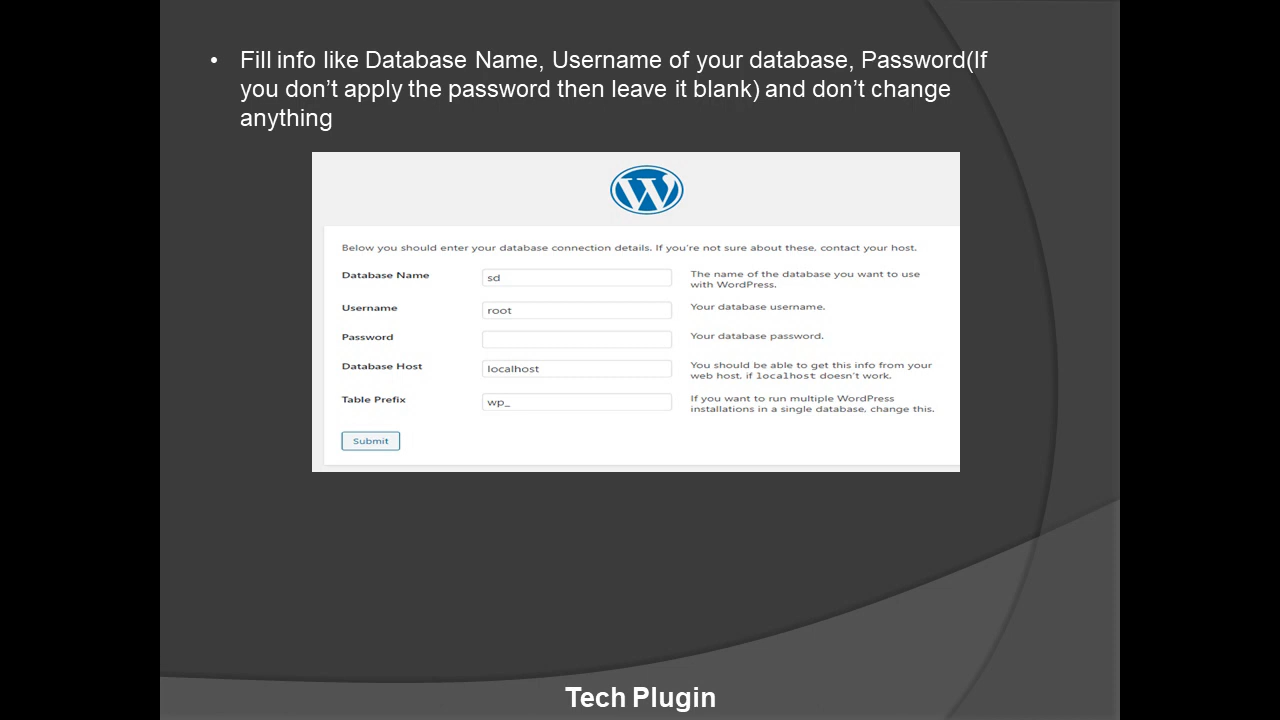 • Fill info like Database Name, Username of your database, Password(If
you don’t apply the password then leave it blank) and don’t change
anything
W
Below you should enter your database connection details. If you're not sure about these, contact your host.
Database Name
sd
The name of the database you want to use
with WordPress.
Username
root
Your database username.
Password
Your database password.
Database Host
localhost
You should be able to get this info from your
web host, if localhost doesn't work.
Table Prefix
wp_
If you want to run multiple WordPress
installations in a single database, change this.
Submit
Tech Plugin